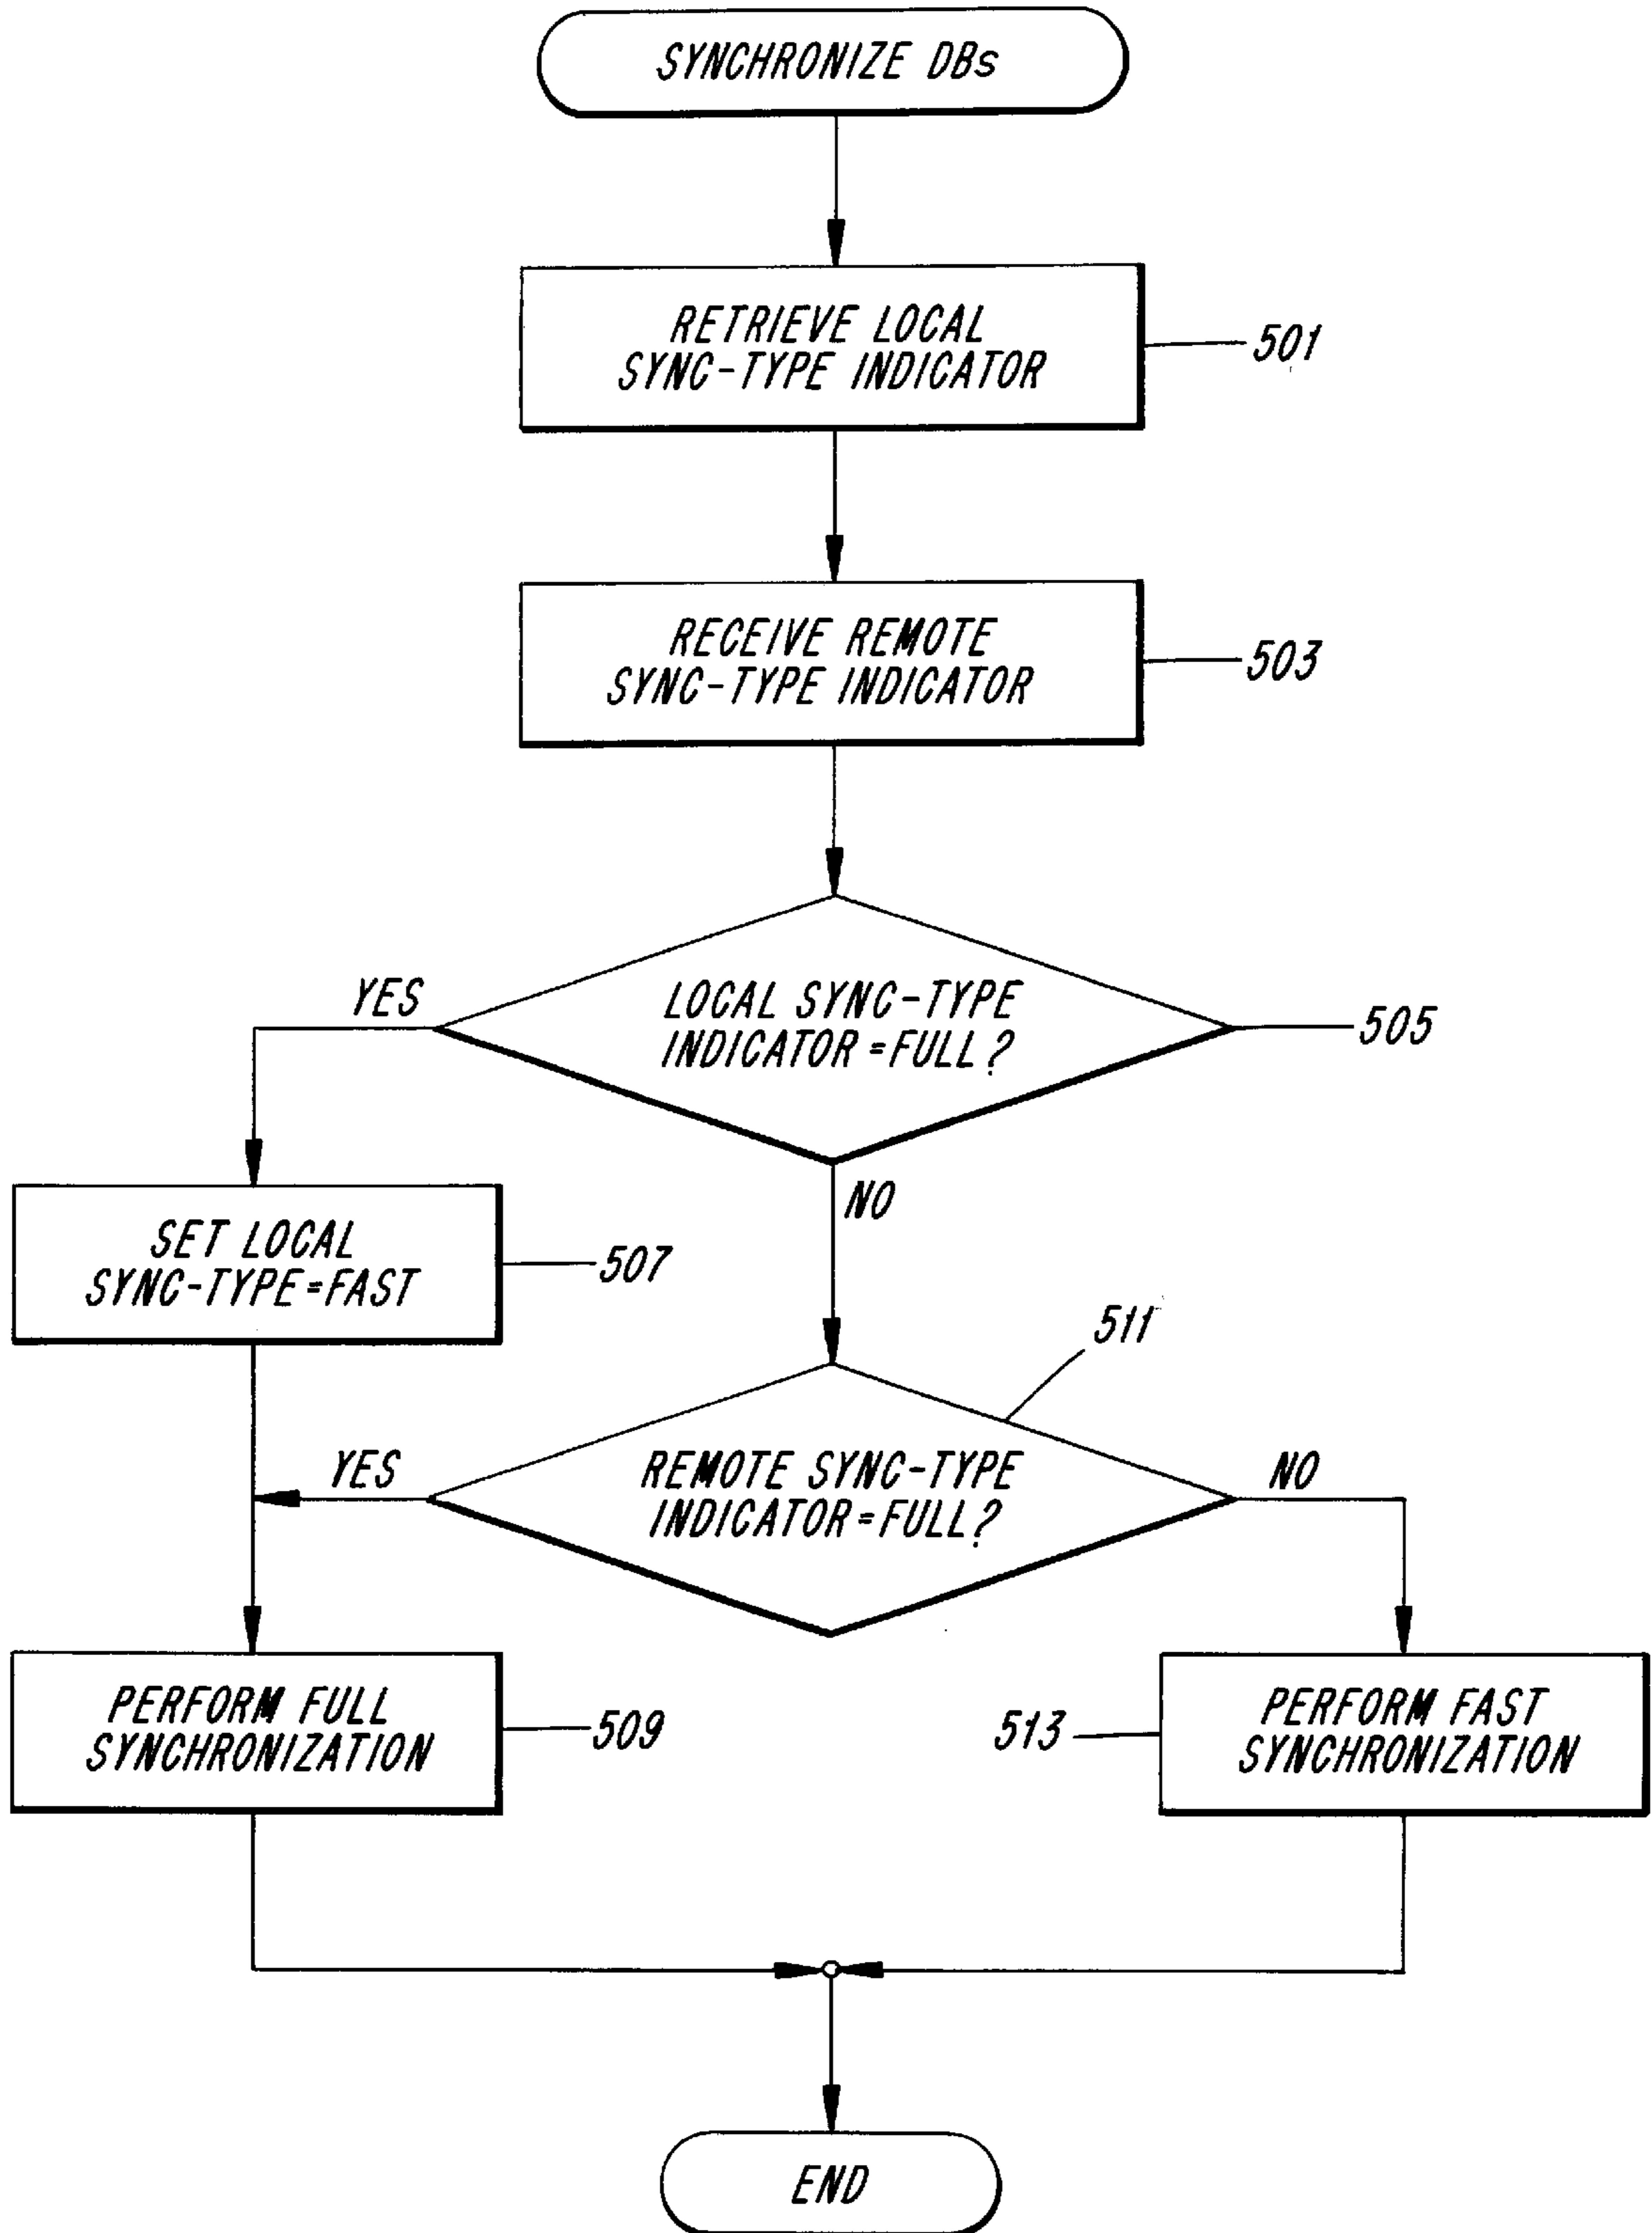 SYNCHRONIZE DBs
RETRIEVE LOCAL
SYNC-TYPE INDICATOR
501
RECEIVE REMOTE
SYNC-TYPE INDICATOR
503
YES
LOCAL SYNC-TYPE
INDICATOR=FULL?
505
NO
SET LOCAL
SYNC-TYPE=FAST
507
511
YES
REMOTE SYNC-TYPE
INDICATOR=FULL?
NO
PERFORM FULL
SYNCHRONIZATION
509
513
PERFORM FAST
SYNCHRONIZATION
END